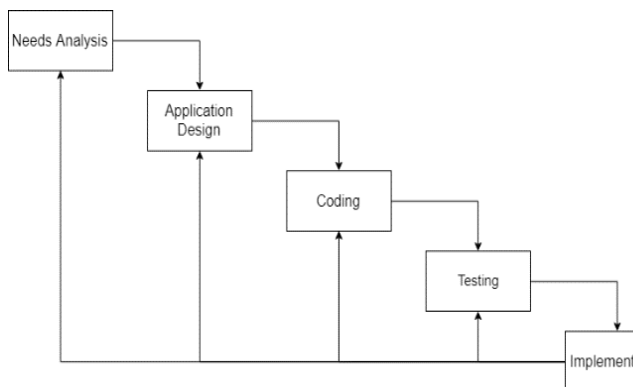 Needs Analysis
Application
Design
Coding
Testing
Implement